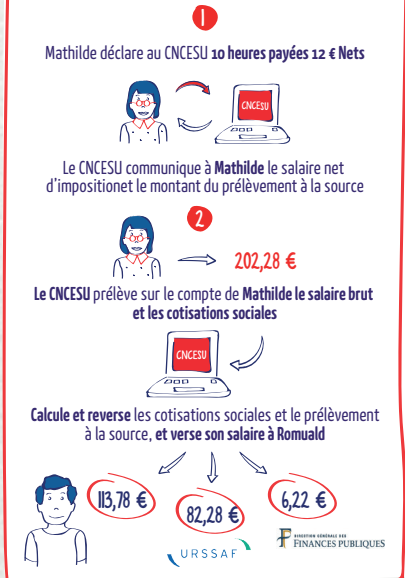 1
Mathilde déclare au CNCESU 10 heures payées 12 € Nets
CNCESU
Le CNCESU communique à Mathilde le salaire net
d'impositionet le montant du prélèvement à la source
2
202,28 €
Le CNCESU prélève sur le compte de Mathilde le salaire brut
et les cotisations sociales
CNCESU
Calcule et reverse les cotisations sociales et le prélèvement
à la source, et verse son salaire à Romuald
113,78 €
82,28 €
6,22 €
URSSAF
DIRECTION GÉNÉRALE DES
FINANCES PUBLIQUES